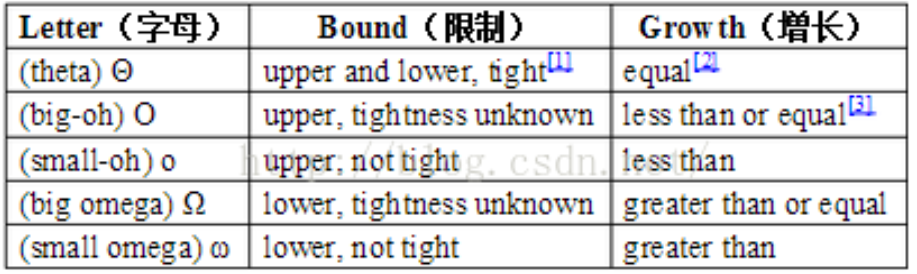 Letter（字母） Bound（限制） Growth（增长）
(theta) Θ upper and lower, tight[1] equal[2]
(big-oh) O upper, tightness unknown less than or equal[3]
(small-oh) o upper, not tight less than
(big omega) Ω lower, tightness unknown greater than or equal
(small omega) ω lower, not tight greater than
http://blog.csdn.net/